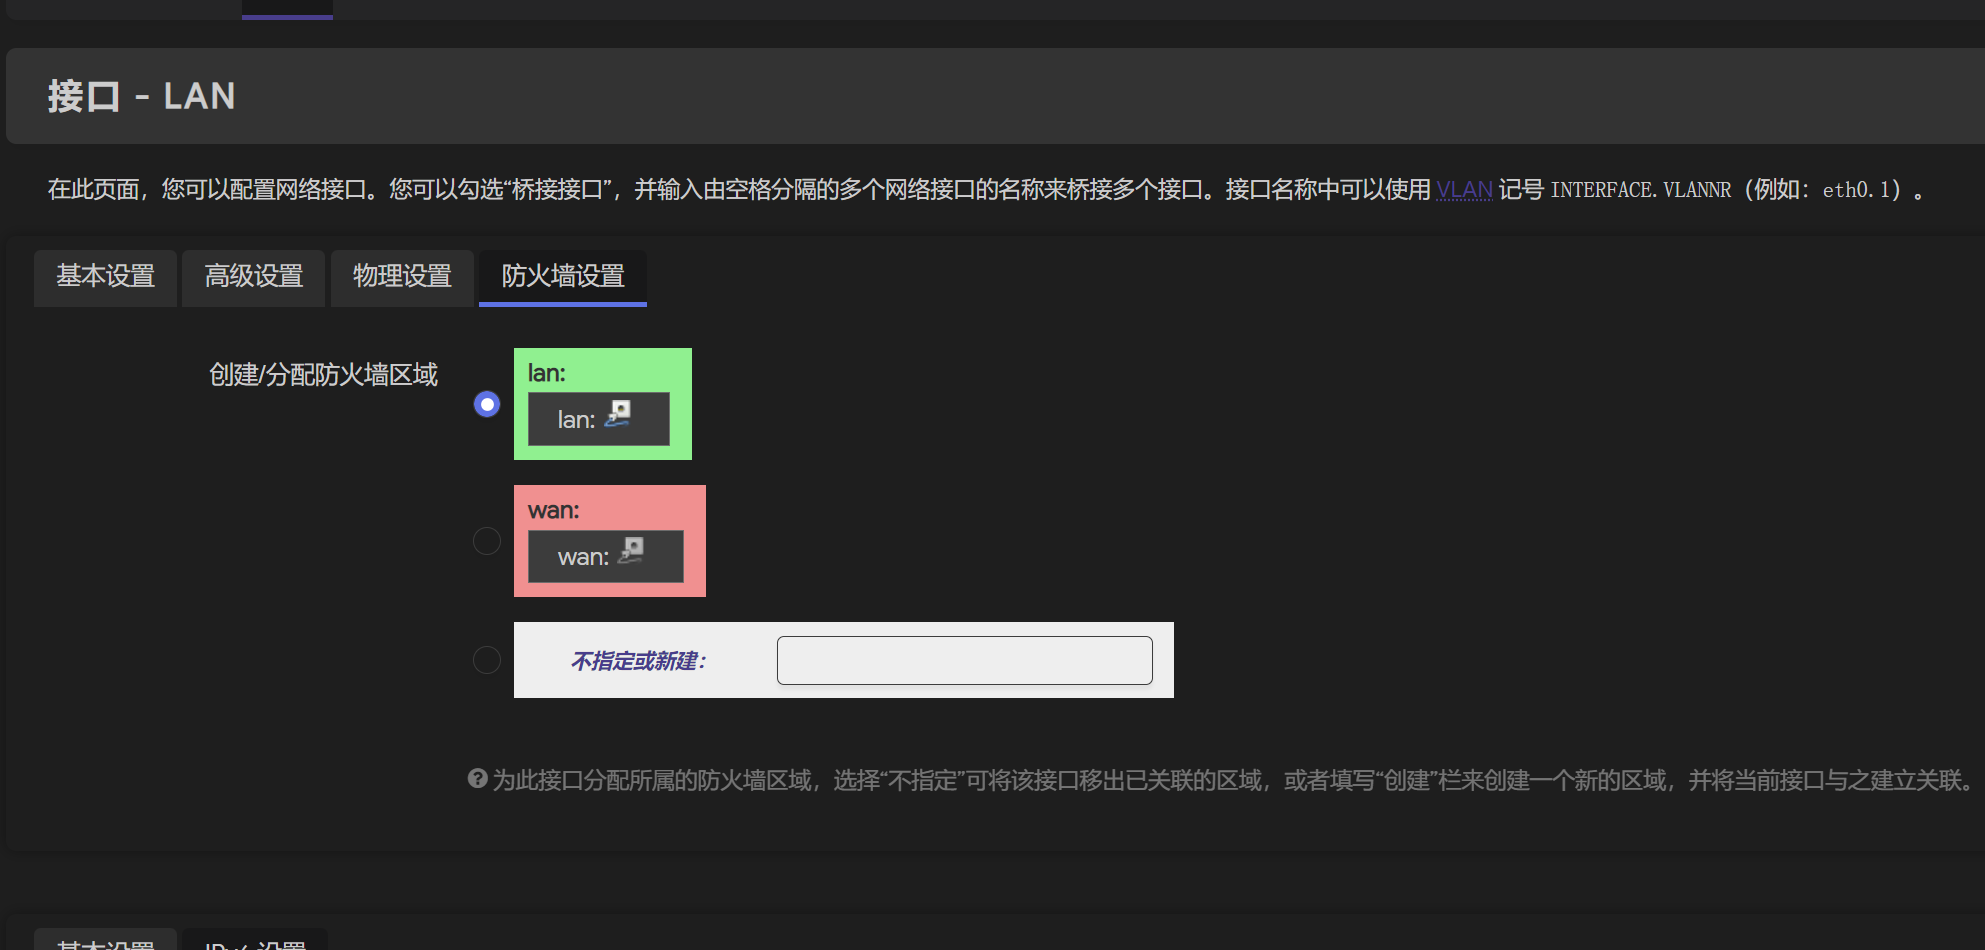 接口 - LAN
在此页面，您可以配置网络接口。您可以勾选“桥接接口”，并输入由空格分隔的多个网络接口的名称来桥接多个接口。接口名称中可以使用 VLAN 记号 INTERFACE.VLANNR（例如：eth0.1）。
基本设置 高级设置 物理设置 防火墙设置
创建/分配防火墙区域
lan:
lan:
wan:
wan:
不指定或新建：
为此接口分配所属的防火墙区域，选择“不指定”可将该接口移出已关联的区域，或者填写“创建”栏来创建一个新的区域，并将当前接口与之建立关联。
基本设置 IPv6 设置